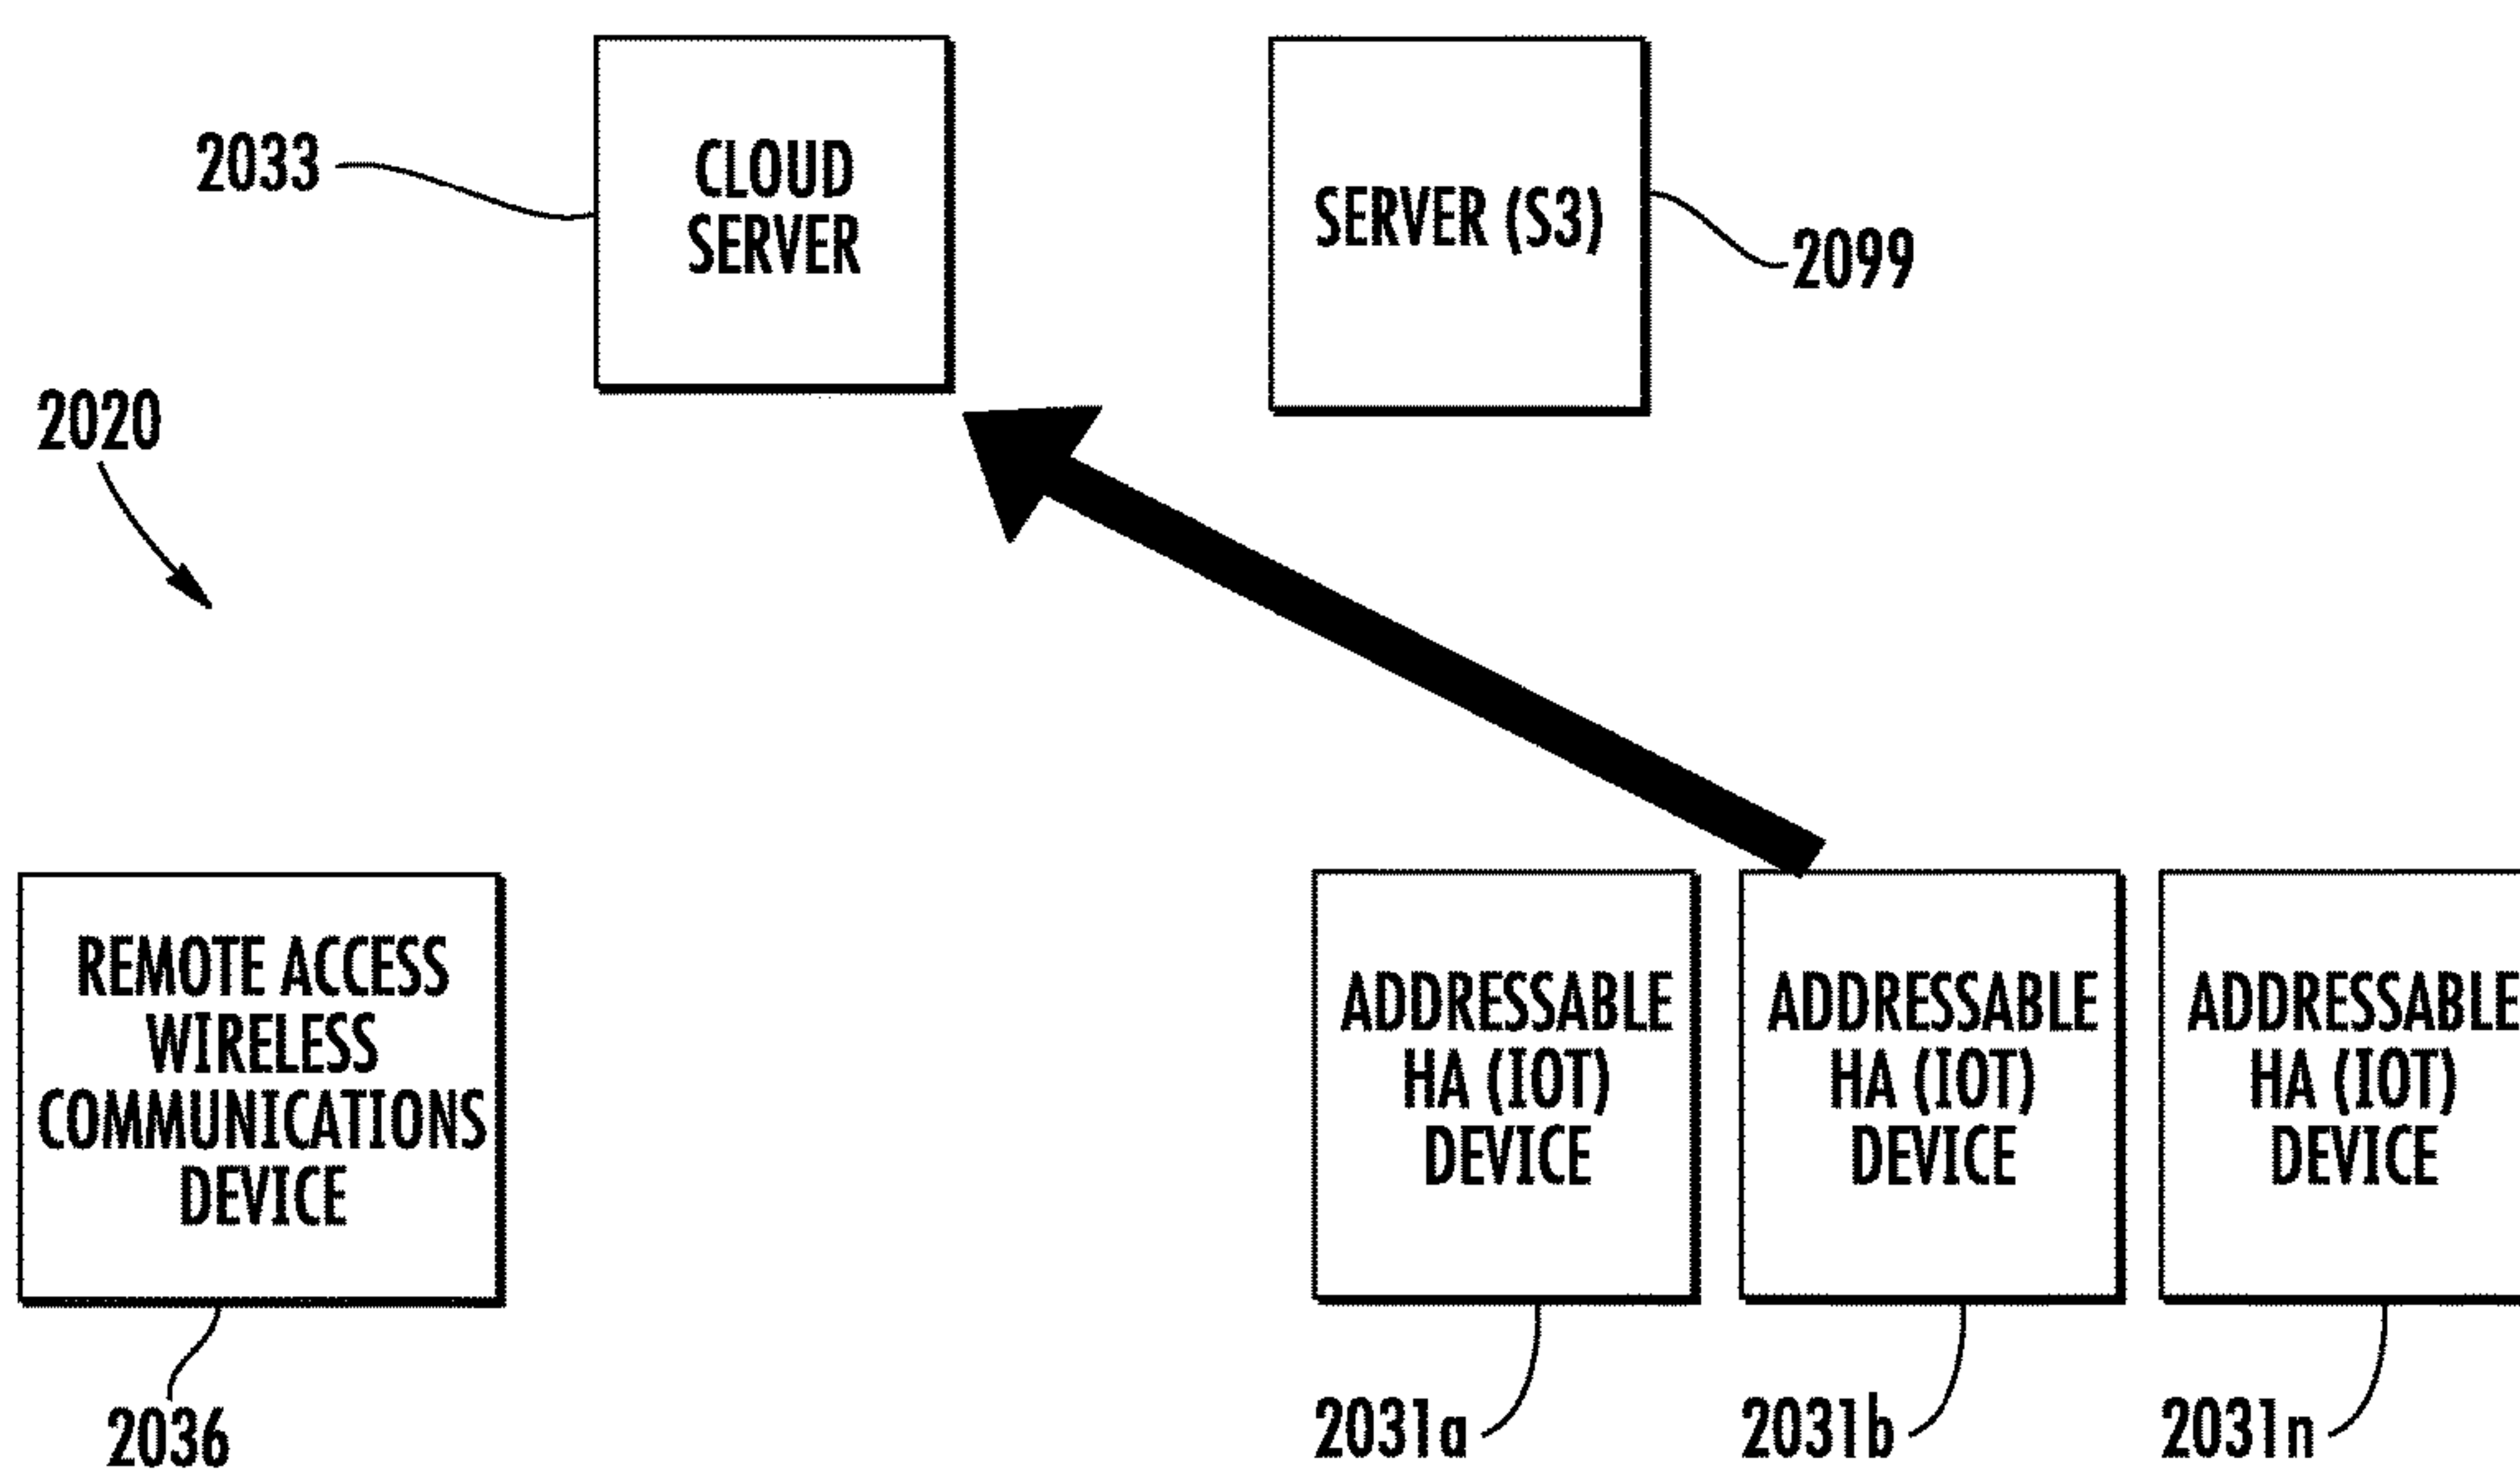 2033
CLOUD
SERVER
SERVER (S3)
2099
2020
REMOTE ACCESS
WIRELESS
COMMUNICATIONS
DEVICE
2036
ADDRESSABLE
HA (IOT)
DEVICE
2031a
ADDRESSABLE
HA (IOT)
DEVICE
2031b
ADDRESSABLE
HA (IOT)
DEVICE
2031n